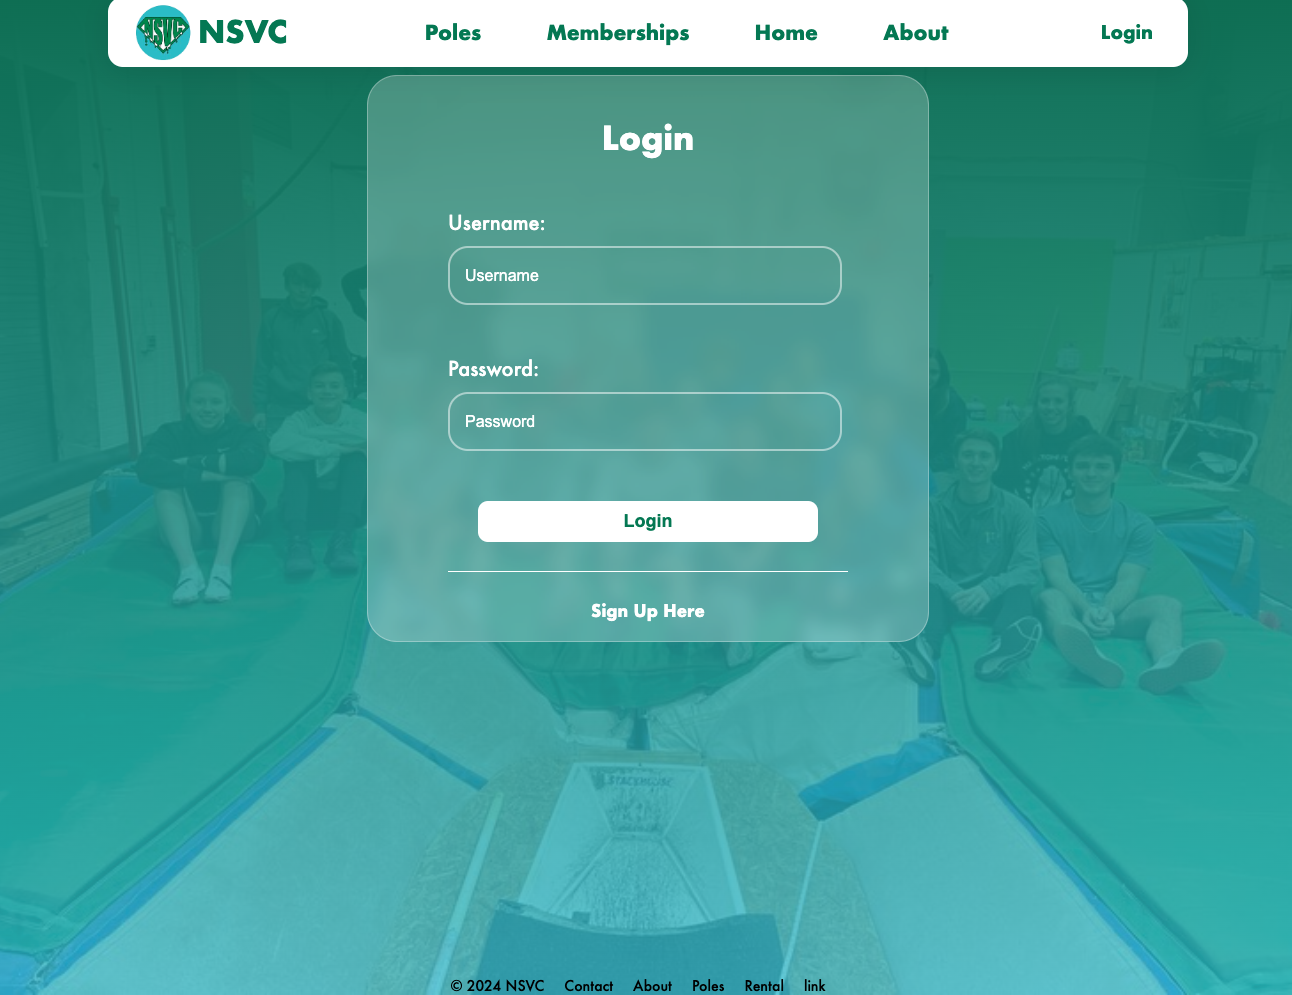 NSVC NSVC Poles Memberships Home About Login
Login
Username:
Username
Password:
Password
Login
Sign Up Here
STACKHOUSE
© 2024 NSVC Contact About Poles Rental link